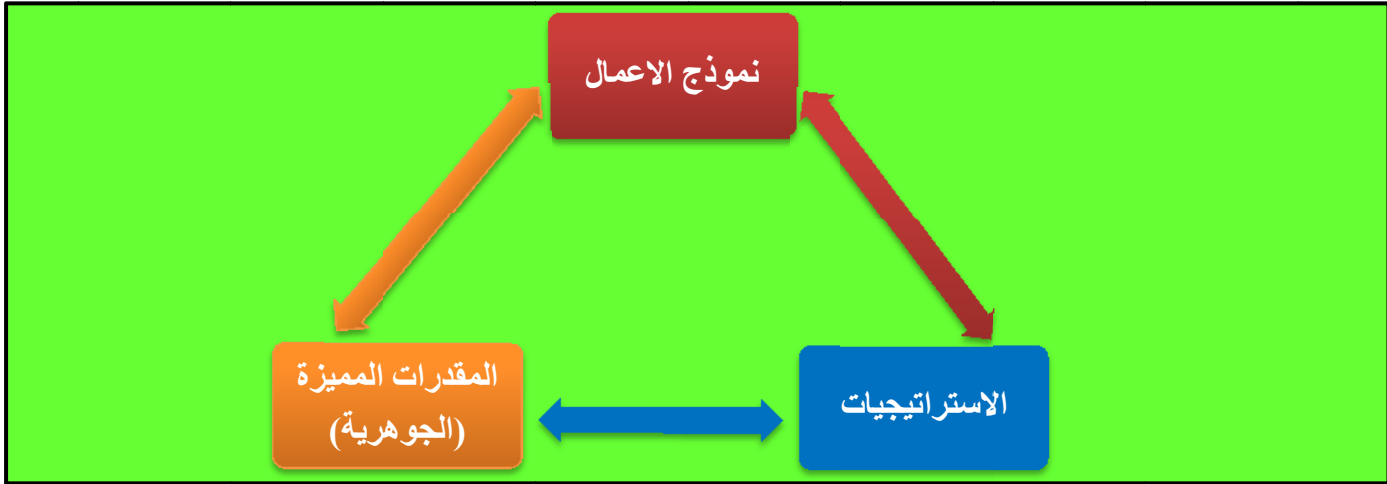 نموذج الاعمال
المقدرات المميزة
(الجوهرية)
الاستراتيجيات